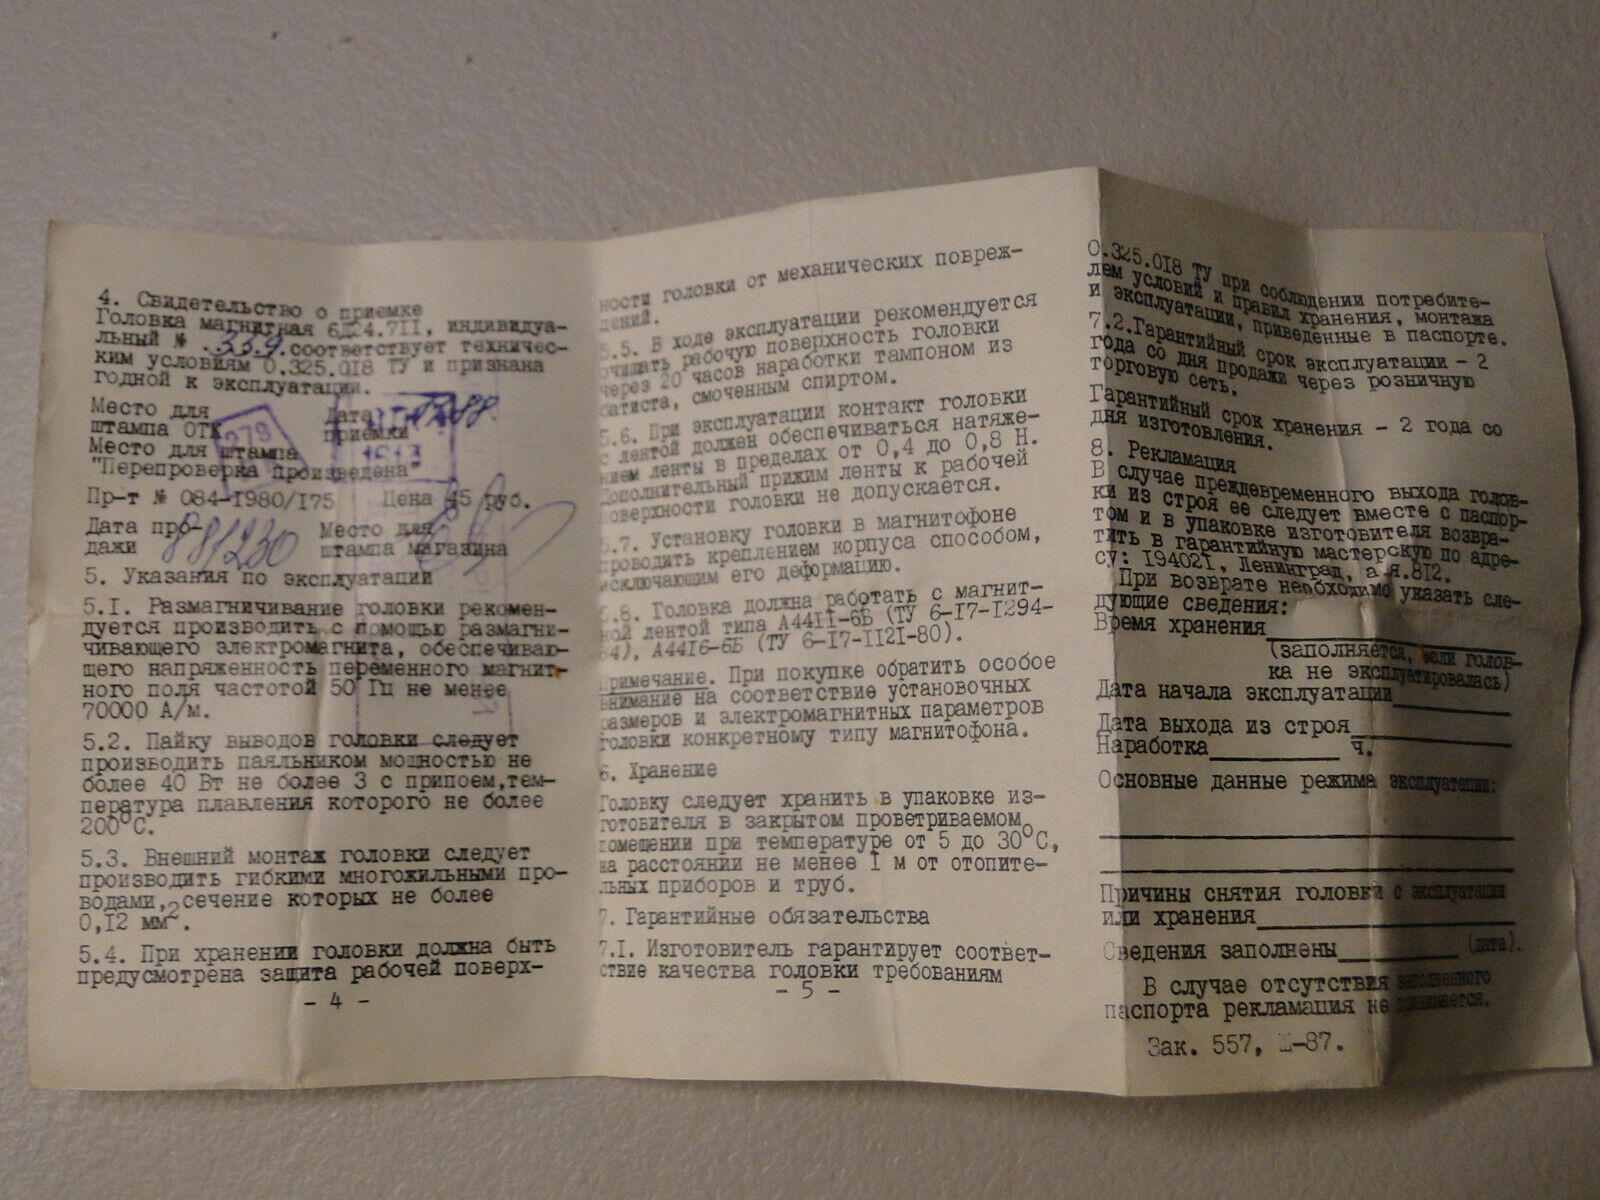 4. Свидетельство о приемке
Головка магнитная 6Д24.7II, индивидуа-
льный № .359.соответствует техничес-
ким условиям 0.325.0I8 ТУ и признана
годной к эксплуатации.
Место для Дата
штампа ОТК приемки
279
Место для штампа
"Перепроверка произведена"
Пр-т № 084-I980/I75 Цена 45 руб.
Дата про- Место для
дажи 881230 штампа магазина
5. Указания по эксплуатации
5.I. Размагничивание головки рекомен-
дуется производить с помощью размагни-
чивающего электромагнита, обеспечиваю-
щего напряженность переменного магнит-
ного поля частотой 50 Гц не менее
70000 А/м.
5.2. Пайку выводов головки следует
производить паяльником мощностью не
более 40 Вт не более 3 с припоем,тем-
пература плавления которого не более
200°С.
5.3. Внешний монтаж головки следует
производить гибкими многожильными про-
водами, сечение которых не более
0,I2 мм².
5.4. При хранении головки должна быть
предусмотрена защита рабочей поверх-
- 4 -
ности головки от механических повреж-
дений.
5.5. В ходе эксплуатации рекомендуется
очищать рабочую поверхность головки
через 20 часов наработки тампоном из
батиста, смоченным спиртом.
5.6. При эксплуатации контакт головки
с лентой должен обеспечиваться натяже-
нием ленты в пределах от 0,4 до 0,8 Н.
Дополнительный прижим ленты к рабочей
поверхности головки не допускается.
5.7. Установку головки в магнитофоне
проводить креплением корпуса способом,
исключающим его деформацию.
5.8. Головка должна работать с магнит-
ной лентой типа А44II-6Б (ТУ 6-I7-I294-
84), А44I6-6Б (ТУ 6-I7-II2I-80).
Примечание. При покупке обратить особое
внимание на соответствие установочных
размеров и электромагнитных параметров
головки конкретному типу магнитофона.
6. Хранение
Головку следует хранить в упаковке из-
готовителя в закрытом проветриваемом
помещении при температуре от 5 до 30°С,
на расстоянии не менее I м от отопите-
льных приборов и труб.
7. Гарантийные обязательства
7.I. Изготовитель гарантирует соответ-
ствие качества головки требованиям
- 5 -
0.325.0I8 ТУ при соблюдении потребите-
лем условий и правил хранения, монтажа
и эксплуатации, приведенные в паспорте.
7.2.Гарантийный срок эксплуатации - 2
года со дня продажи через розничную
торговую сеть.
Гарантийный срок хранения - 2 года со
дня изготовления.
8. Рекламация
В случае преждевременного выхода голов-
ки из строя ее следует вместе с паспор-
том и в упаковке изготовителя возвра-
тить в гарантийную мастерскую по адре-
су: I9402I, Ленинград, а.я.8I2.
При возврате необходимо указать сле-
дующие сведения:
Время хранения
(заполняется, если голов-
ка не эксплуатировалась)
Дата начала эксплуатации
Дата выхода из строя
Наработка ч.
Основные данные режима эксплуатации:
Причины снятия головки с эксплуатации
или хранения
Сведения заполнены (дата).
В случае отсутствия заполненного
паспорта рекламация не принимается.
Зак. 557, Ш-87.